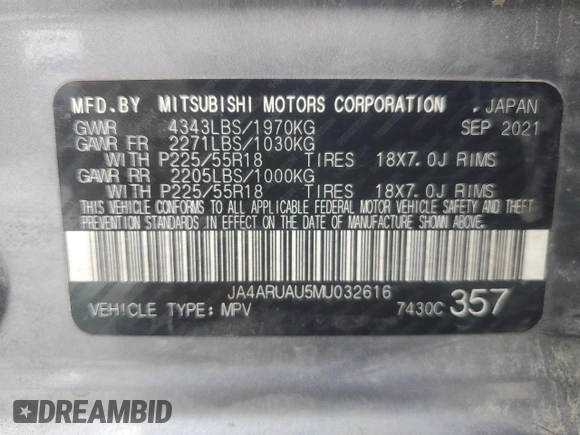 MFD. BY MITSUBISHI MOTORS CORPORATION . JAPAN
GVWR 4343LBS/1970KG SEP 2021
GAWR FR 2271LBS/1030KG
WITH P225/55R18 TIRES 18X7.0J RIMS
GAWR RR 2205LBS/1000KG
WITH P225/55R18 TIRES 18X7.0J RIMS
THIS VEHICLE CONFORMS TO ALL APPLICABLE FEDERAL MOTOR VEHICLE SAFETY AND THEFT
PREVENTION STANDARDS IN EFFECT ON THE DATE OF MANUFACTURE SHOWN ABOVE.
JA4ARUAU5MU032616
VEHICLE TYPE: MPV 7430C 357
DREAMBID